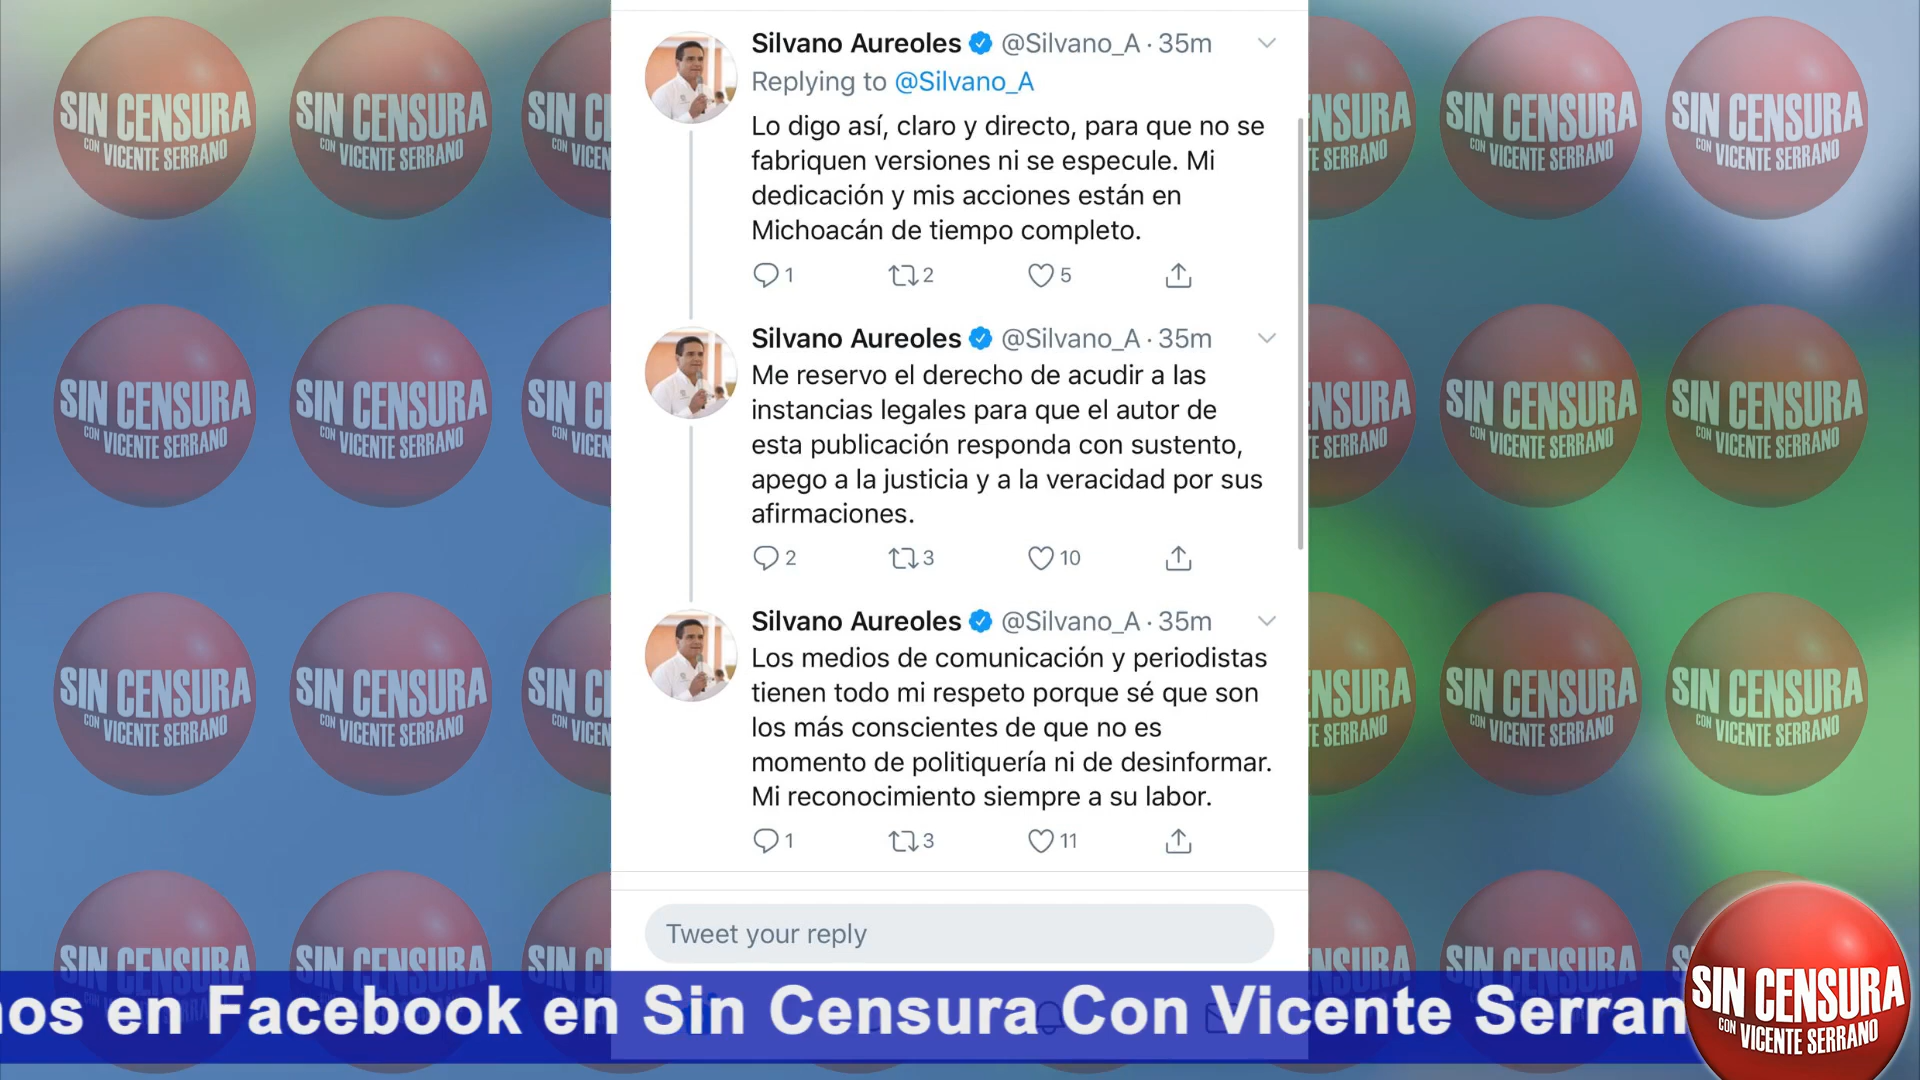 Silvano Aureoles @Silvano_A · 35m
Replying to @Silvano_A
Lo digo así, claro y directo, para que no se
fabriquen versiones ni se especule. Mi
dedicación y mis acciones están en
Michoacán de tiempo completo.
1 2 5
Silvano Aureoles @Silvano_A · 35m
Me reservo el derecho de acudir a las
instancias legales para que el autor de
esta publicación responda con sustento,
apego a la justicia y a la veracidad por sus
afirmaciones.
2 3 10
Silvano Aureoles @Silvano_A · 35m
Los medios de comunicación y periodistas
tienen todo mi respeto porque sé que son
los más conscientes de que no es
momento de politiquería ni de desinformar.
Mi reconocimiento siempre a su labor.
1 3 11
Tweet your reply
nos en Facebook en Sin Censura Con Vicente Serran
SIN CENSURA
CON VICENTE SERRANO